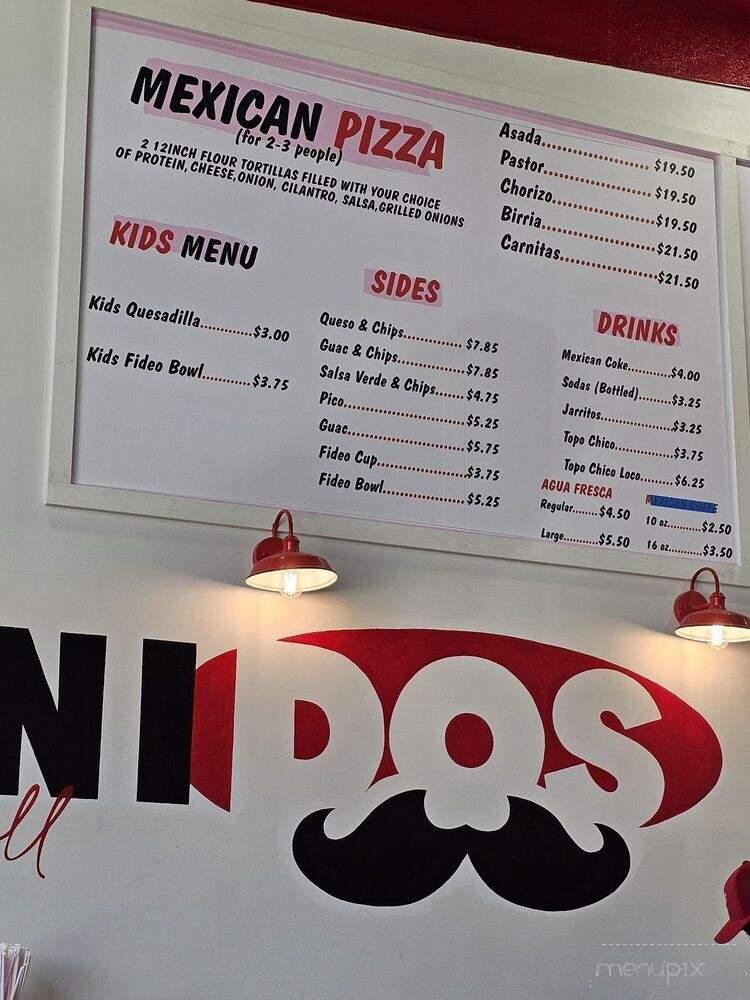 MEXICAN PIZZA
(for 2-3 people)
2 12INCH FLOUR TORTILLAS FILLED WITH YOUR CHOICE
OF PROTEIN, CHEESE,ONION, CILANTRO, SALSA,GRILLED ONIONS
Asada.......................... $19.50
Pastor.......................... $19.50
Chorizo.......................... $19.50
Birria.......................... $21.50
Carnitas.......................... $21.50
KIDS MENU
Kids Quesadilla............$3.00
Kids Fideo Bowl............$3.75
SIDES
Queso & Chips............ $7.85
Guac & Chips............ $7.85
Salsa Verde & Chips...... $4.75
Pico.......................... $5.25
Guac.......................... $5.75
Fideo Cup.................... $3.75
Fideo Bowl.................. $5.25
DRINKS
Mexican Coke..........$4.00
Sodas (Bottled)........$3.25
Jarritos..................$3.25
Topo Chico..............$3.75
Topo Chico Loco........$6.25
AGUA FRESCA
Regular.......$4.50
Large..........$5.50
10 oz..........$2.50
16 oz..........$3.50
NIDOS
ll
menupix